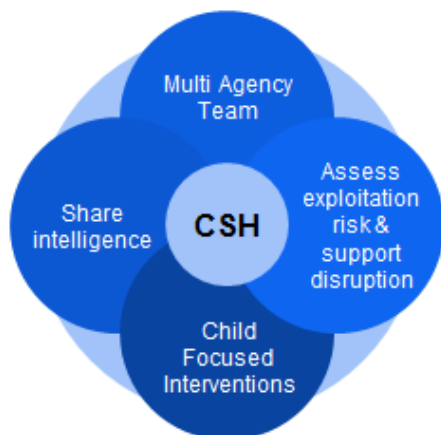 Multi Agency
Team
Share
intelligence
CSH
Assess
exploitation
risk &
support
disruption
Child
Focused
Interventions